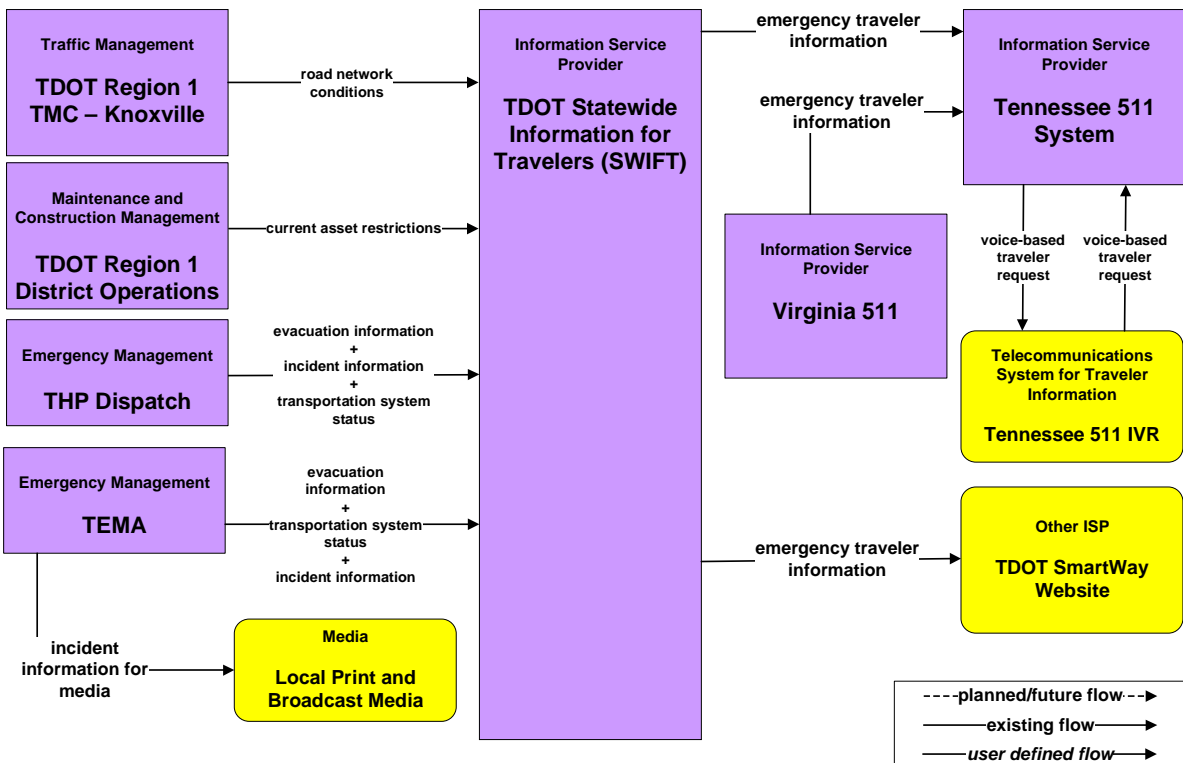 Traffic Management
TDOT Region 1
TMC – Knoxville
road network
conditions
Maintenance and
Construction Management
TDOT Region 1
District Operations
current asset restrictions
Emergency Management
THP Dispatch
evacuation information
+
incident information
+
transportation system
status
Emergency Management
TEMA
evacuation
information
+
transportation system
status
+
incident information
incident
information for
media
Media
Local Print and
Broadcast Media
Information Service
Provider
TDOT Statewide
Information for
Travelers (SWIFT)
emergency traveler
information
emergency traveler
information
Information Service
Provider
Tennessee 511
System
Information Service
Provider
Virginia 511
voice-based
traveler
request
voice-based
traveler
request
Telecommunications
System for Traveler
Information
Tennessee 511 IVR
emergency traveler
information
Other ISP
TDOT SmartWay
Website
planned/future flow
existing flow
user defined flow